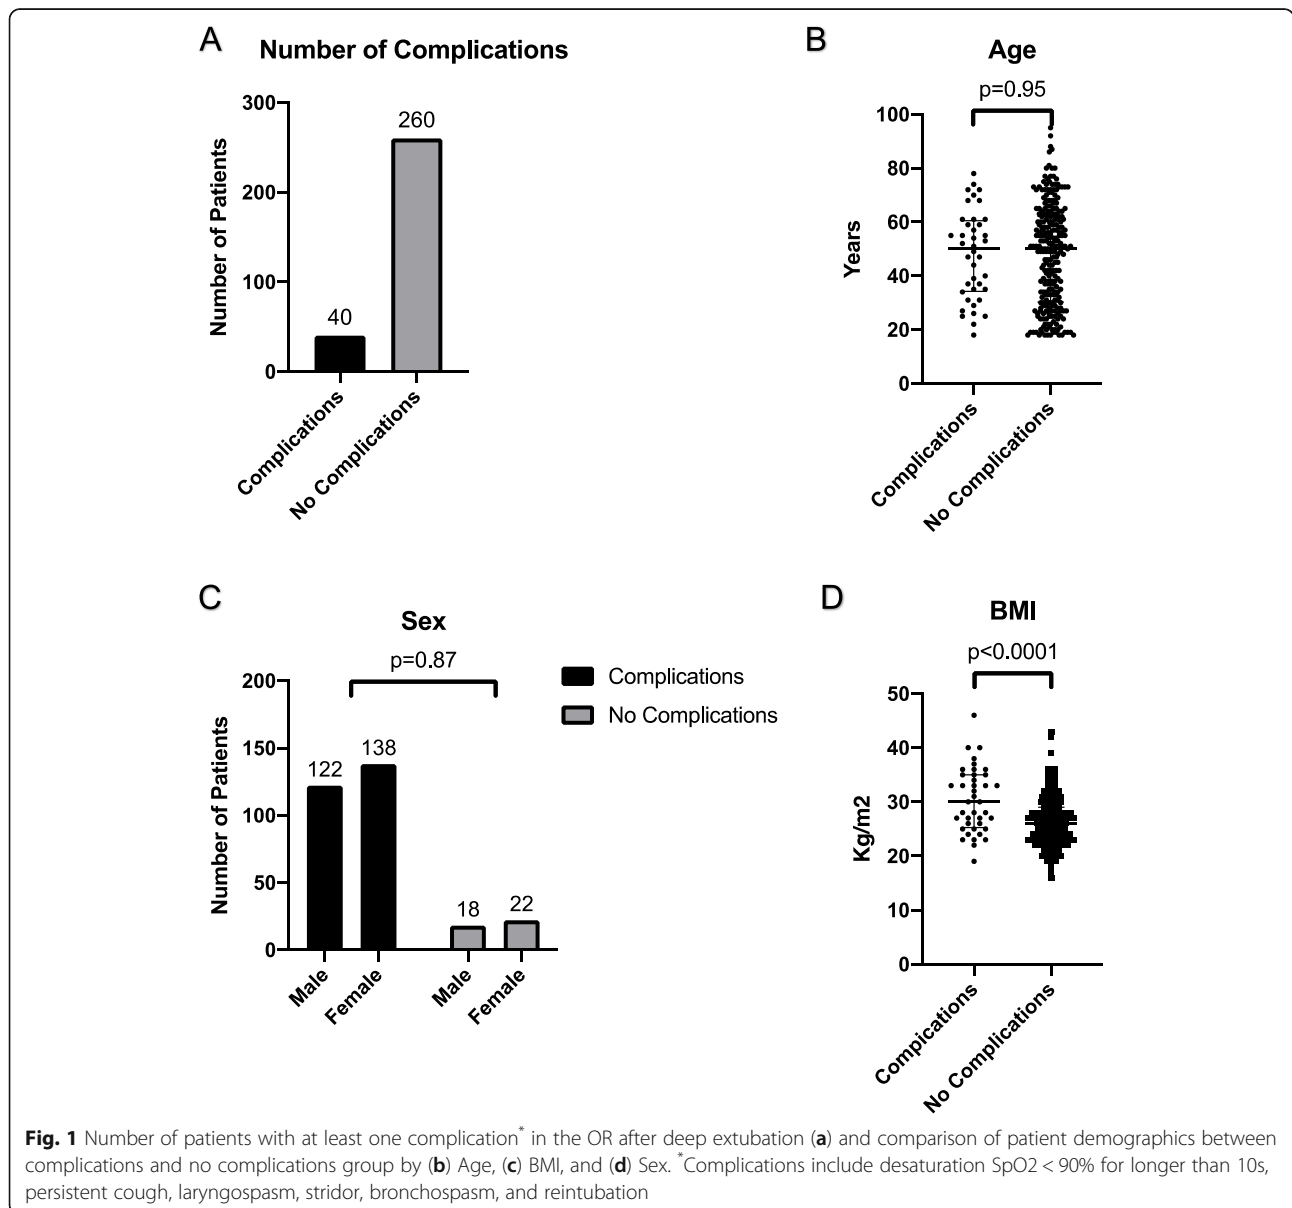 A
Number of Complications
Number of Patients
300
200
100
0
40
260
Complications
No Complications
B
Age
p=0.95
Years
100
80
60
40
20
0
Complications
No Complications
C
Sex
p=0.87
Number of Patients
200
150
100
50
0
122
138
18
22
Male
Female
Male
Female
Complications
No Complications
D
BMI
p<0.0001
Kg/m2
50
40
30
20
10
0
Compications
No Complications
Fig. 1 Number of patients with at least one complication* in the OR after deep extubation (a) and comparison of patient demographics between
complications and no complications group by (b) Age, (c) BMI, and (d) Sex. *Complications include desaturation SpO2 < 90% for longer than 10s,
persistent cough, laryngospasm, stridor, bronchospasm, and reintubation